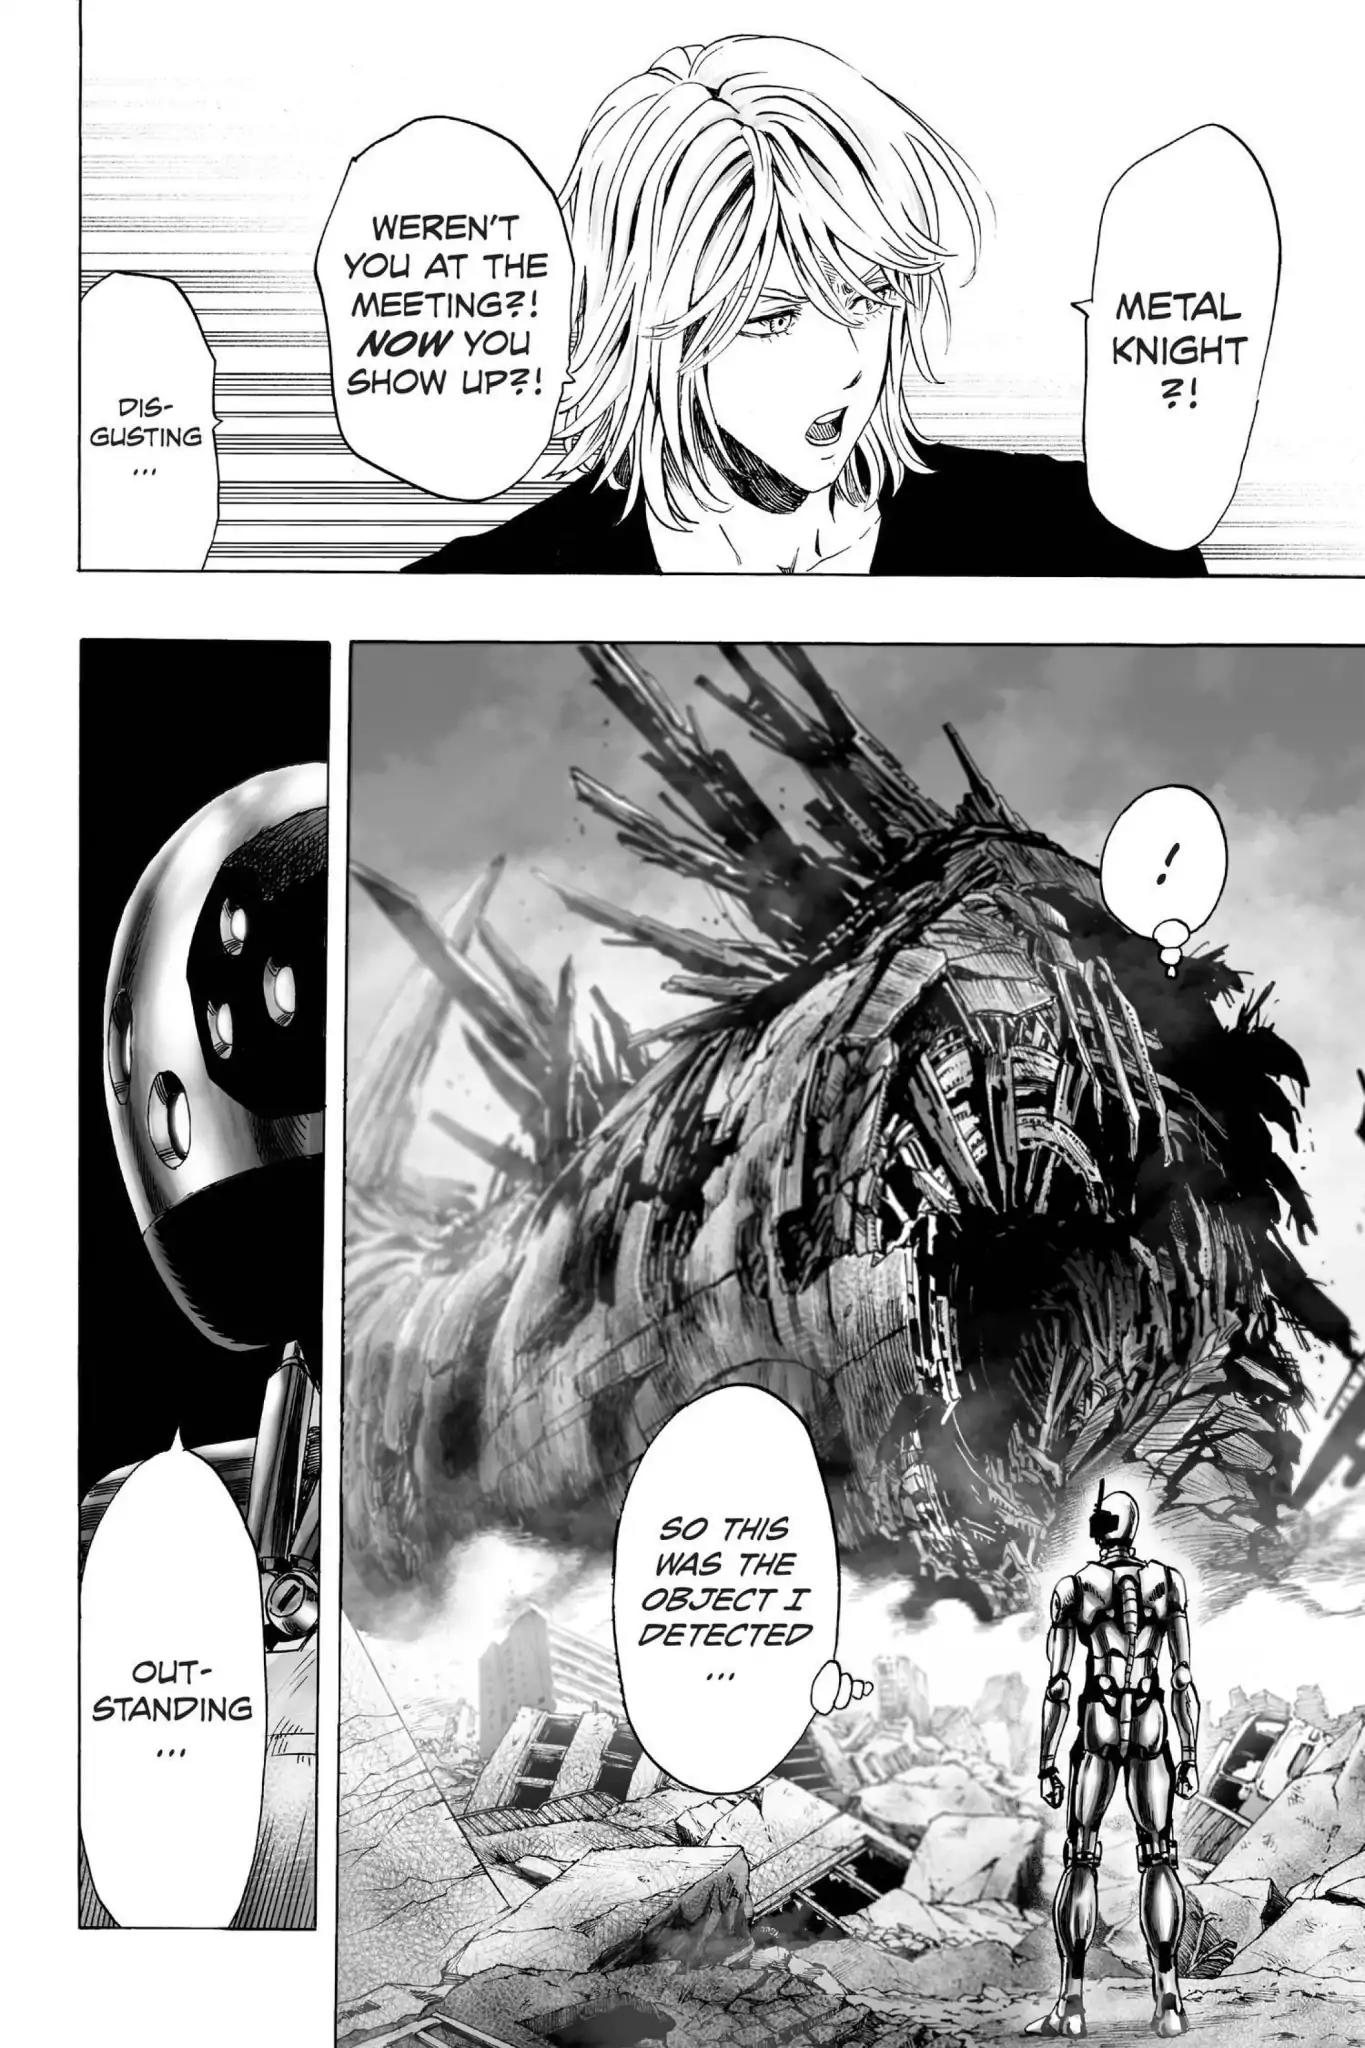 METAL
KNIGHT
?!
WEREN'T
YOU AT THE
MEETING?!
NOW YOU
SHOW UP?!
DIS-
GUSTING
...
!
SO THIS
WAS THE
OBJECT I
DETECTED
...
OUT-
STANDING
...